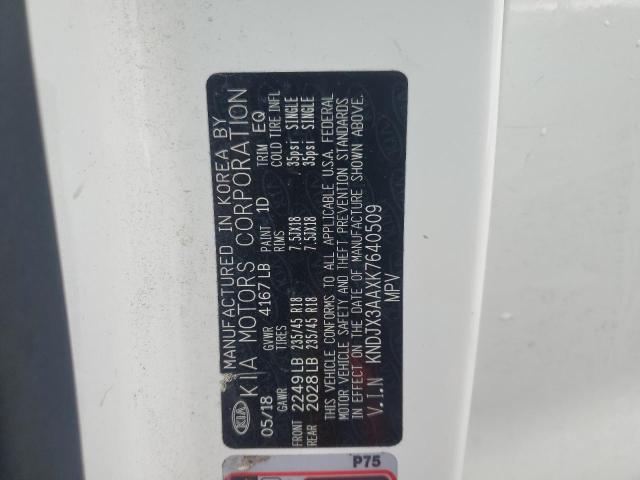 MANUFACTURED IN KOREA BY
KIA KIA MOTORS CORPORATION
05/18 GVWR 4167LB PAINT 1D TRIM EQ
GAWR TIRES RIMS COLD TIRE INFL
FRONT 2249LB 235/45 R18 7.5JX18 / 35psi SINGLE
REAR 2028LB 235/45 R18 7.5JX18 / 35psi SINGLE
THIS VEHICLE CONFORMS TO ALL APPLICABLE U.S.A. FEDERAL
MOTOR VEHICLE SAFETY AND THEFT PREVENTION STANDARDS
IN EFFECT ON THE DATE OF MANUFACTURE SHOWN ABOVE.
V.I.N KNDJX3AAXK7640509
MPV
P75